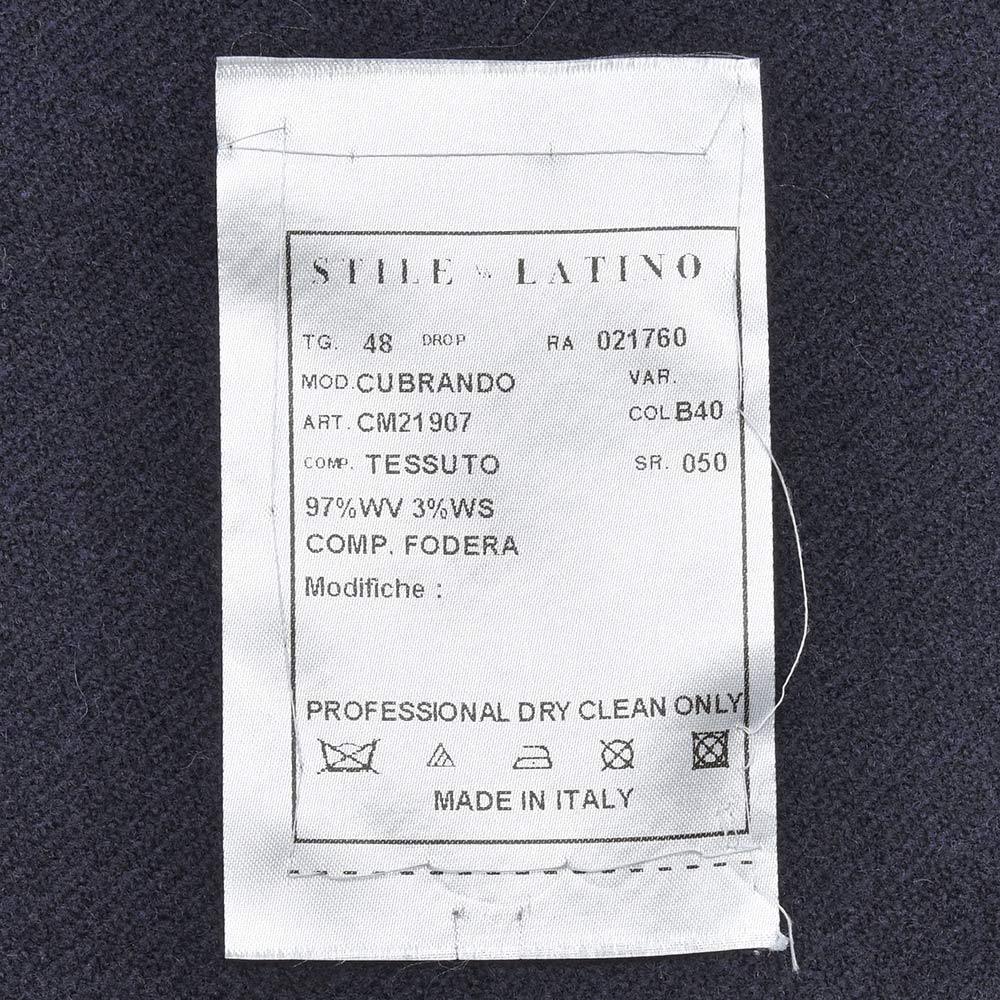 STILE LATINO
TG. 48 DROP RA 021760
MOD. CUBRANDO VAR.
ART. CM21907 COL B40
COMP. TESSUTO SR. 050
97%WV 3%WS
COMP. FODERA
Modifiche :
PROFESSIONAL DRY CLEAN ONLY
MADE IN ITALY